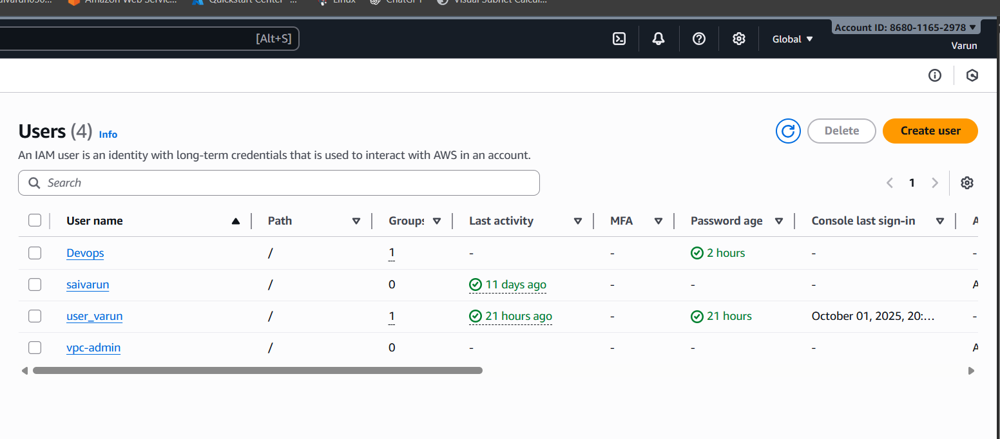 Amazon Web Servic... Quickstart Center - ... Linux ChatGPT Visual Subnet Calcul...
[Alt+S] Global Account ID: 8680-1165-2978
Varun
Users (4) Info Delete Create user
An IAM user is an identity with long-term credentials that is used to interact with AWS in an account.
Search 1
User name Path Groups Last activity MFA Password age Console last sign-in A
Devops / 1 - - 2 hours - -
saivarun / 0 11 days ago - - - A
user_varun / 1 21 hours ago - 21 hours October 01, 2025, 20:... -
vpc-admin / 0 - - - - A